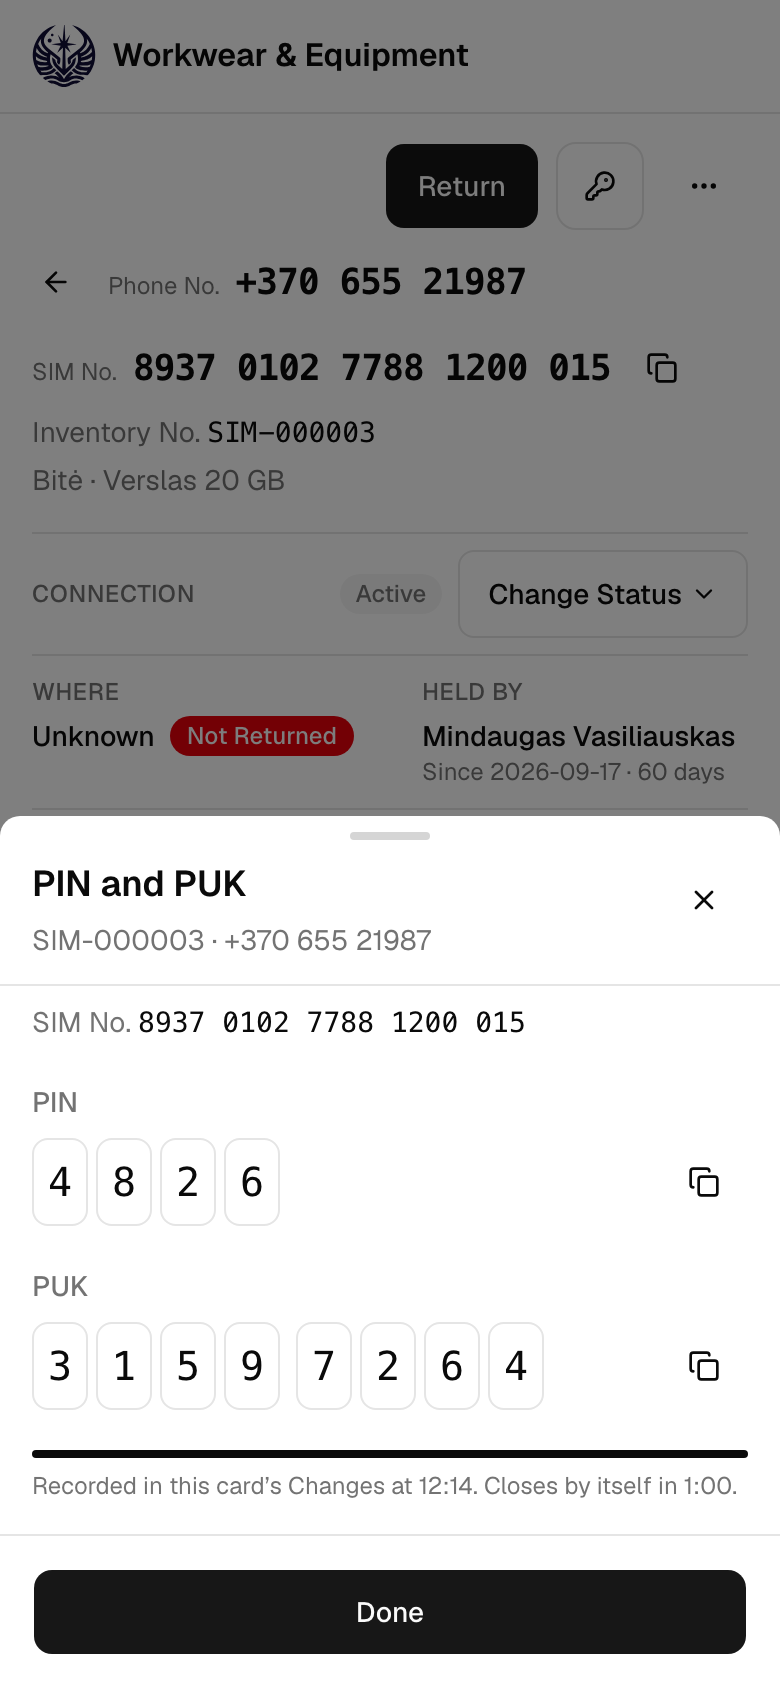 Workwear & Equipment
Return
Phone No. +370 655 21987
SIM No. 8937 0102 7788 1200 015
Inventory No. SIM-000003
Bitė · Verslas 20 GB
CONNECTION Active Change Status
WHERE HELD BY
Unknown Not Returned Mindaugas Vasiliauskas
Since 2026-09-17 · 60 days
PIN and PUK
SIM-000003 · +370 655 21987
SIM No. 8937 0102 7788 1200 015
PIN
4 8 2 6
PUK
3 1 5 9 7 2 6 4
Recorded in this card’s Changes at 12:14. Closes by itself in 1:00.
Done